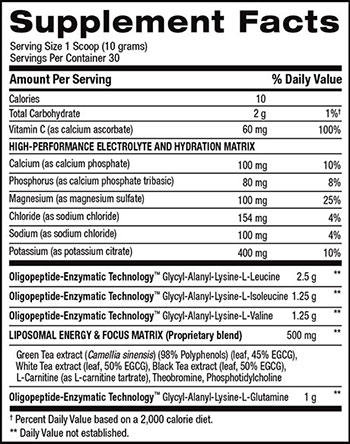 Supplement Facts
Serving Size 1 Scoop (10 grams)
Servings Per Container 30
Amount Per Serving % Daily Value
Calories 10
Total Carbohydrate 2 g 1%†
Vitamin C (as calcium ascorbate) 60 mg 100%
HIGH-PERFORMANCE ELECTROLYTE AND HYDRATION MATRIX
Calcium (as calcium phosphate) 100 mg 10%
Phosphorus (as calcium phosphate tribasic) 80 mg 8%
Magnesium (as magnesium sulfate) 100 mg 25%
Chloride (as sodium chloride) 154 mg 4%
Sodium (as sodium chloride) 100 mg 4%
Potassium (as potassium citrate) 400 mg 10%
Oligopeptide-Enzymatic Technology™ Glycyl-Alanyl-Lysine-L-Leucine 2.5 g **
Oligopeptide-Enzymatic Technology™ Glycyl-Alanyl-Lysine-L-Isoleucine 1.25 g **
Oligopeptide-Enzymatic Technology™ Glycyl-Alanyl-Lysine-L-Valine 1.25 g **
LIPOSOMAL ENERGY & FOCUS MATRIX (Proprietary blend) 500 mg **
Green Tea extract (Camellia sinensis) (98% Polyphenols) (leaf, 45% EGCG),
White Tea extract (leaf, 50% EGCG), Black Tea extract (leaf, 50% EGCG),
L-Carnitine (as L-carnitine tartrate), Theobromine, Phosphotidylcholine
Oligopeptide-Enzymatic Technology™ Glycyl-Alanyl-Lysine-L-Glutamine 1 g **
† Percent Daily Value based on a 2,000 calorie diet.
** Daily Value not established.